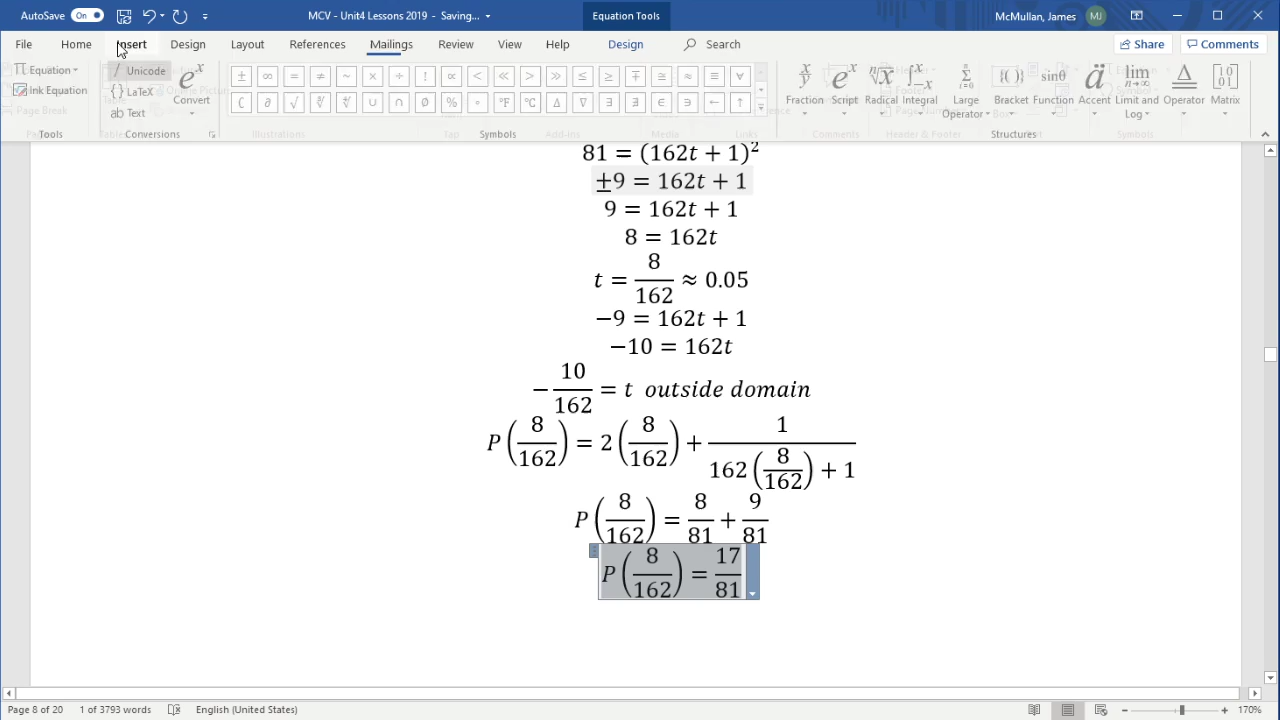 AutoSave On MCV - Unit4 Lessons 2019 - Saving... Equation Tools McMullan, James MJ
File Home Insert Design Layout References Mailings Review View Help Design Search Share Comments
Equation Unicode Convert Fraction Script Radical Integral Large Operator Bracket Function Accent Limit and Log Operator Matrix
Ink Equation LaTeX
Page Break Text
Tools Conversions Symbols Structures
81 = (162t + 1)²
±9 = 162t + 1
9 = 162t + 1
8 = 162t
t = 8/162 ≈ 0.05
−9 = 162t + 1
−10 = 162t
−10/162 = t outside domain
P(8/162) = 2(8/162) + 1/(162(8/162) + 1)
P(8/162) = 8/81 + 9/81
P(8/162) = 17/81
Page 8 of 20 1 of 3793 words English (United States) 170%